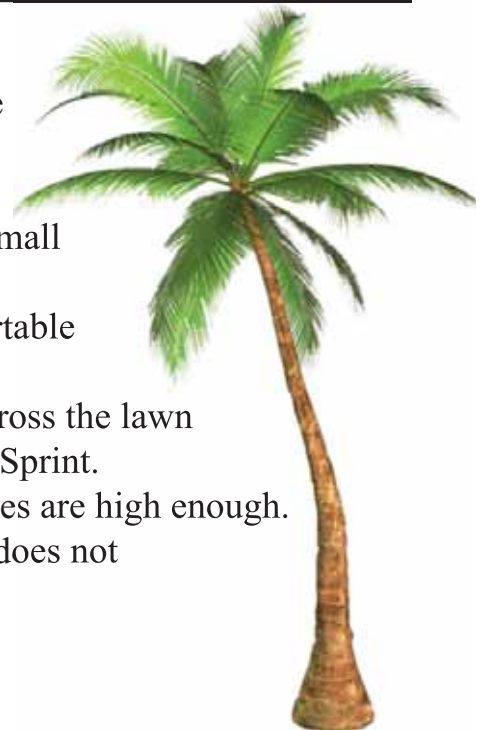 e
mall
rtable
ross the lawn
Sprint.
es are high enough.
does not